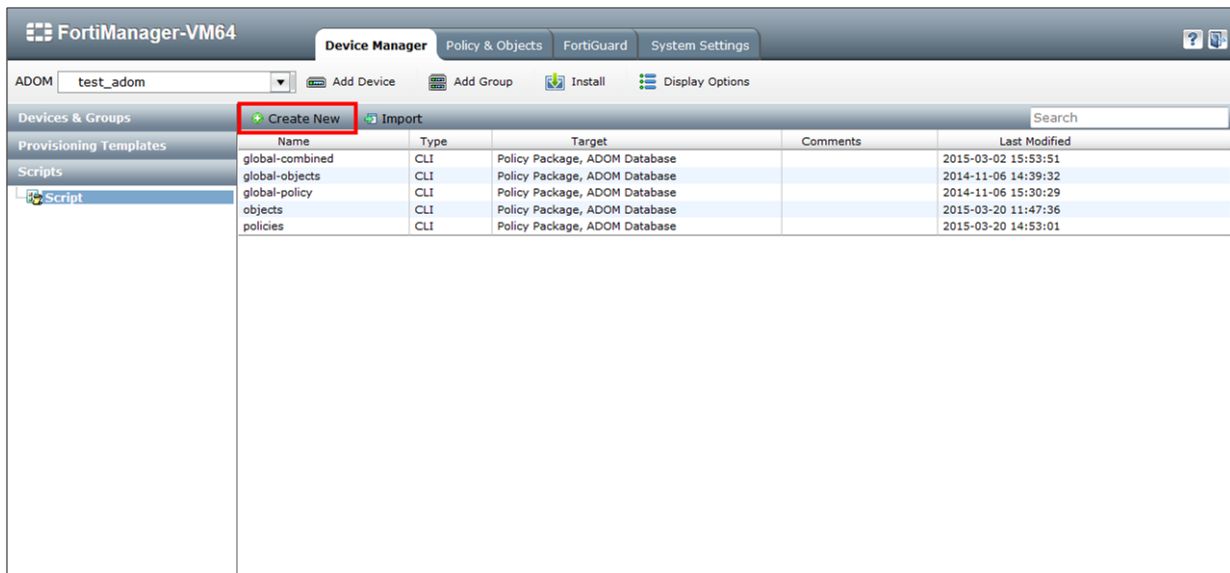 FortiManager-VM64
Device Manager Policy & Objects FortiGuard System Settings
ADOM test_adom Add Device Add Group Install Display Options
Devices & Groups
Provisioning Templates
Scripts
Script
Create New Import Search
Name Type Target Comments Last Modified
global-combined CLI Policy Package, ADOM Database 2015-03-02 15:53:51
global-objects CLI Policy Package, ADOM Database 2014-11-06 14:39:32
global-policy CLI Policy Package, ADOM Database 2014-11-06 15:30:29
objects CLI Policy Package, ADOM Database 2015-03-20 11:47:36
policies CLI Policy Package, ADOM Database 2015-03-20 14:53:01